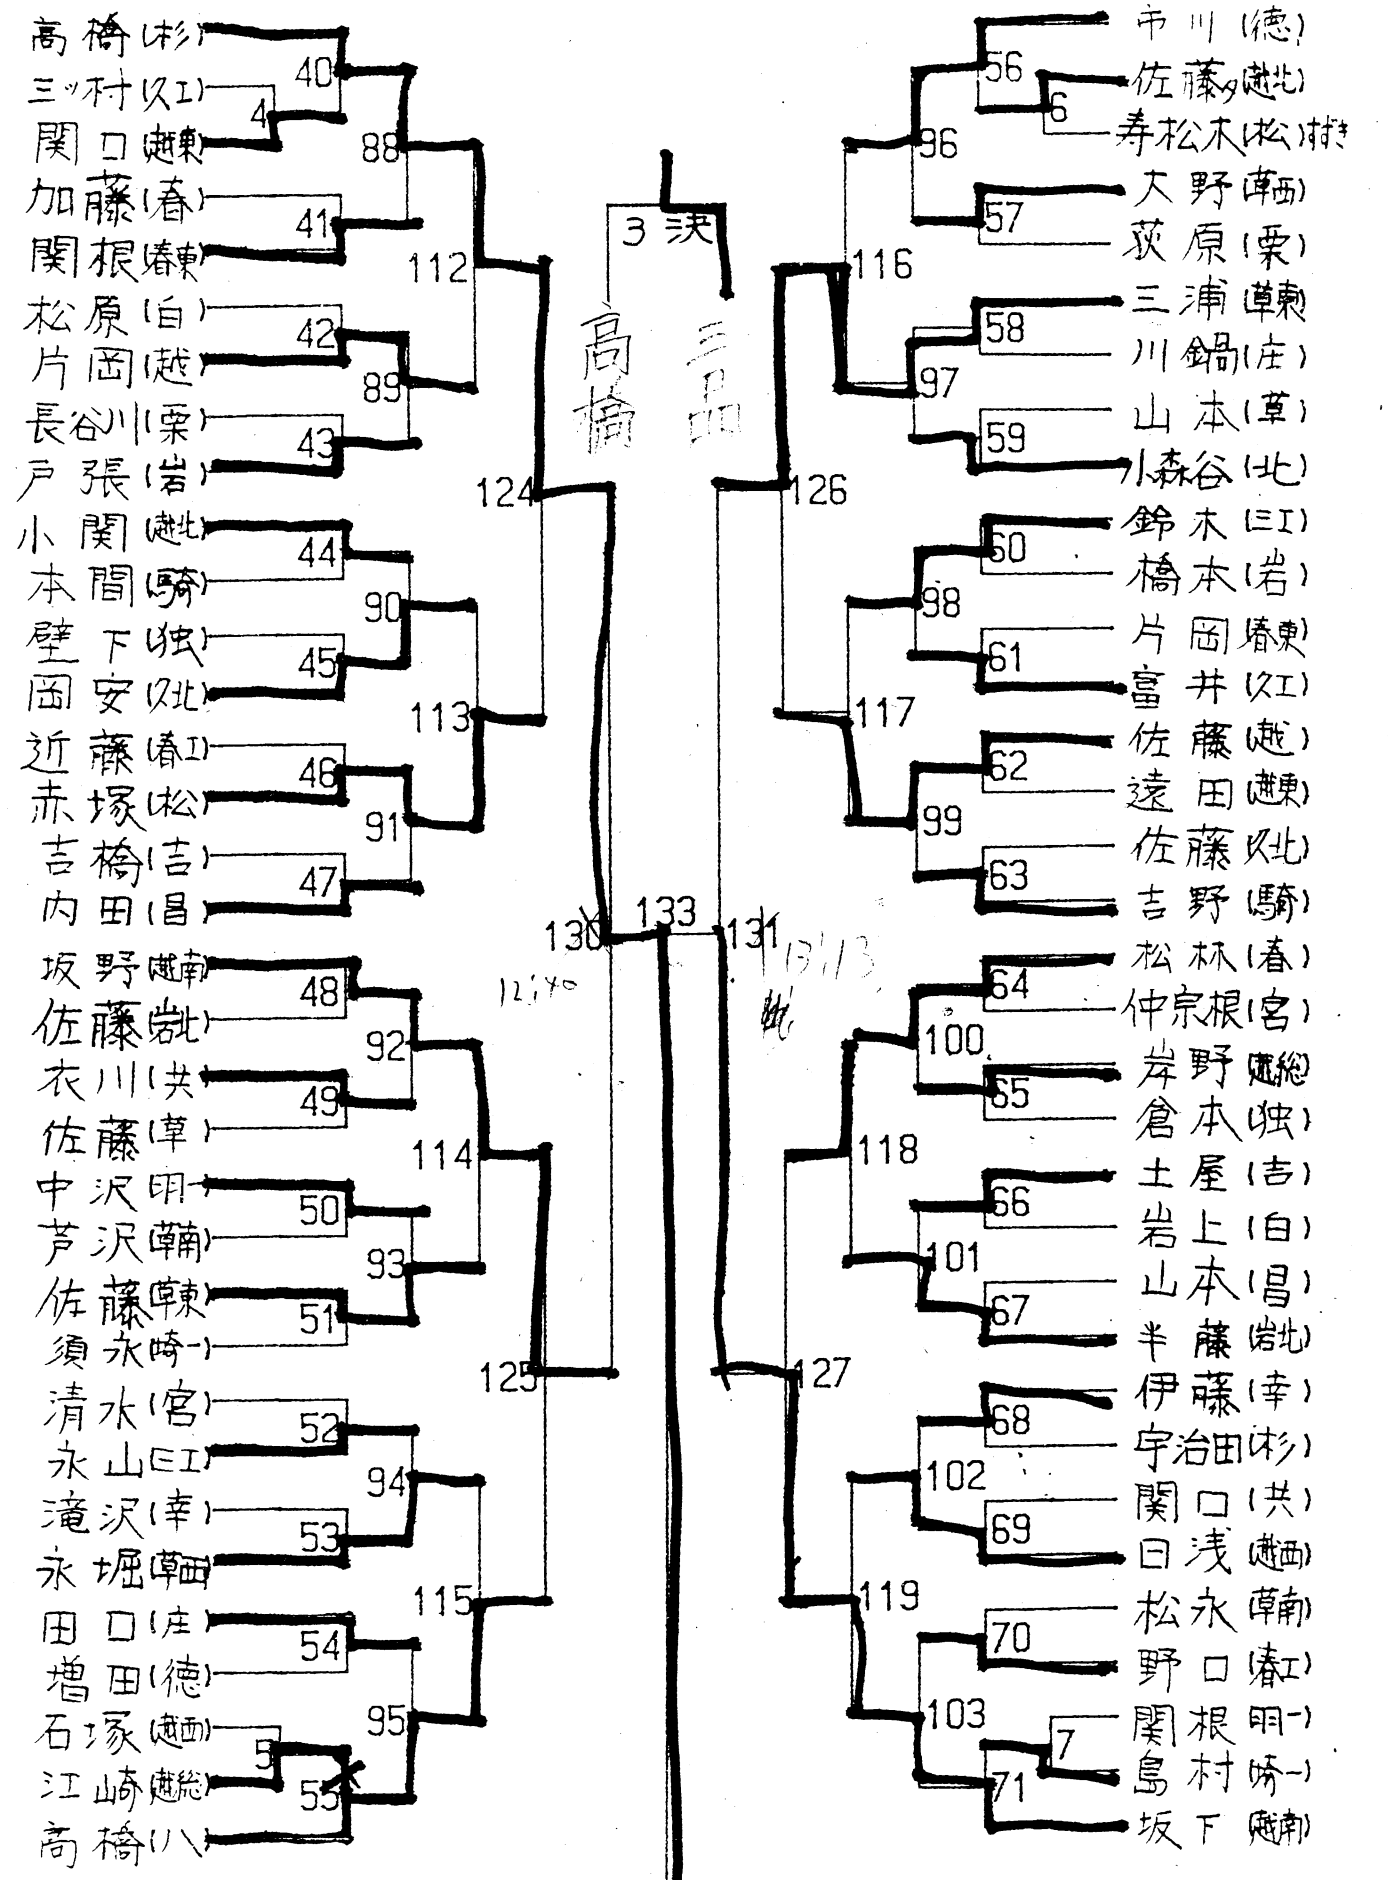 高橋(杉)
三ッ村(久工)
関口(越東)
加藤(春)
関根(春東)
松原(白)
片岡(越)
長谷川(栗)
戸張(岩)
小関(越北)
本間(騎)
壁下(独)
岡安(久北)
近藤(春工)
赤塚(松)
吉橋(吉)
内田(昌)
坂野(越南)
佐藤(岩北)
衣川(共)
佐藤(草)
中沢明一)
芦沢(草南)
佐藤(草東)
須永(崎一)
清水(宮)
永山(三工)
滝沢(幸)
永堀(草西)
田口(庄)
増田(徳)
石塚(越西)
江崎(越総)
高橋(八)
4
5
40
41
42
43
44
45
46
47
48
49
50
51
52
53
54
55
88
89
90
91
92
93
94
95
112
113
114
115
124
125
130
12:40
3決
高橋
133
131
13:13
126
127
116
117
118
119
96
97
98
99
100
101
102
103
56
57
58
59
60
61
62
63
64
65
66
67
68
69
70
71
6
7
市川(徳)
佐藤夕(越北)
寿松木(松)すずき
大野(草西)
荻原(栗)
三浦(草東)
川鍋(庄)
山本(草)
小森谷(北)
鈴木(三工)
橋本(岩)
片岡(春東)
富井(久工)
佐藤(越)
遠田(越東)
佐藤(久北)
吉野(騎)
松林(春)
仲宗根(宮)
岸野(越総)
倉本(独)
土屋(吉)
岩上(白)
山本(昌)
半藤(岩北)
伊藤(幸)
宇治田(杉)
関口(共)
日浅(越西)
松永(草南)
野口(春工)
関根明一)
島村(崎一)
坂下(越南)